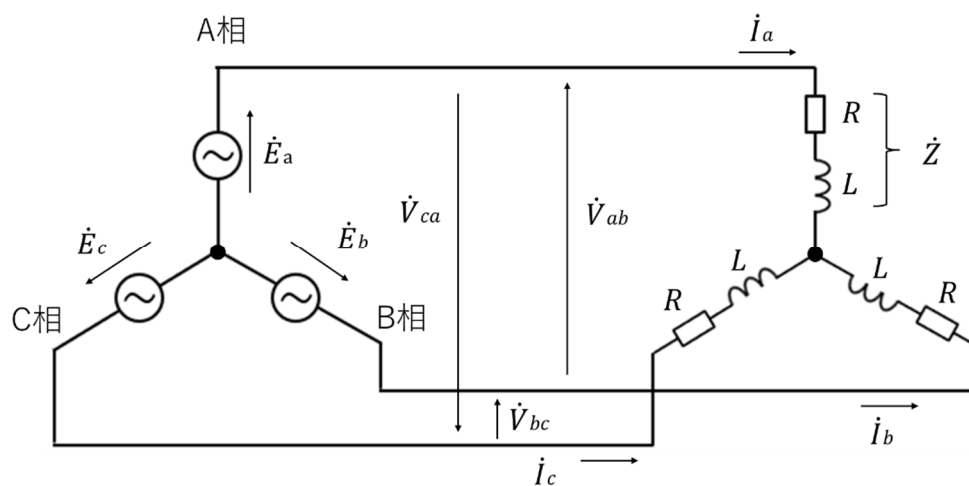 A相
İa
R
Ėa
Ż
L
V̇ca
V̇ab
Ėc
Ėb
L
L
R
R
C相
B相
V̇bc
İb
İc